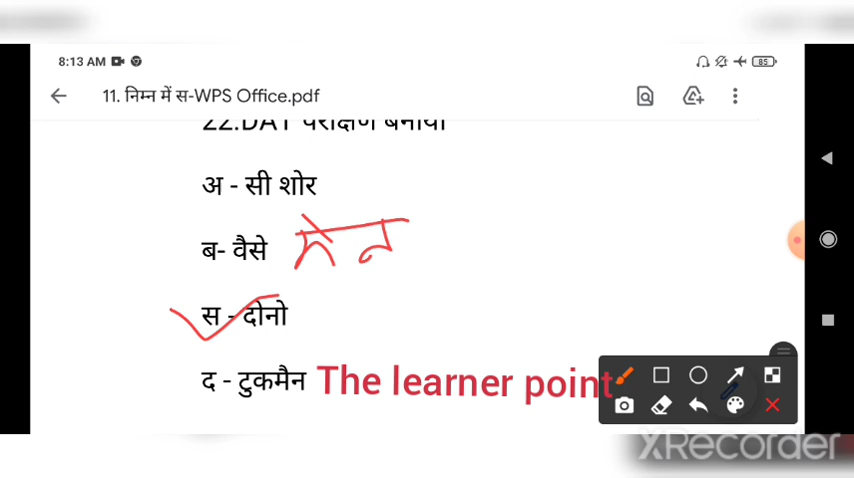 8:13 AM
85
11. निम्न में स-WPS Office.pdf
22.DAT परीक्षण बनाया
अ - सी शोर
ब- वैसे
स - दोनो
द - टुकमैन The learner point
XRecorder